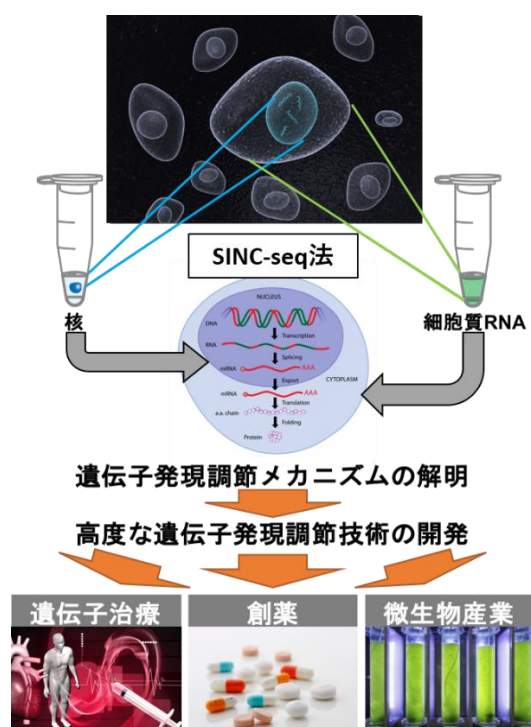 SINC-seq法
核
細胞質RNA
NUCLEUS
DNA
Transcription
RNA
Splicing
mRNA
AAA
Export
CYTOPLASM
mRNA
AAA
Translation
a.a. chain
Folding
Protein
遺伝子発現調節メカニズムの解明
高度な遺伝子発現調節技術の開発
遺伝子治療
創薬
微生物産業